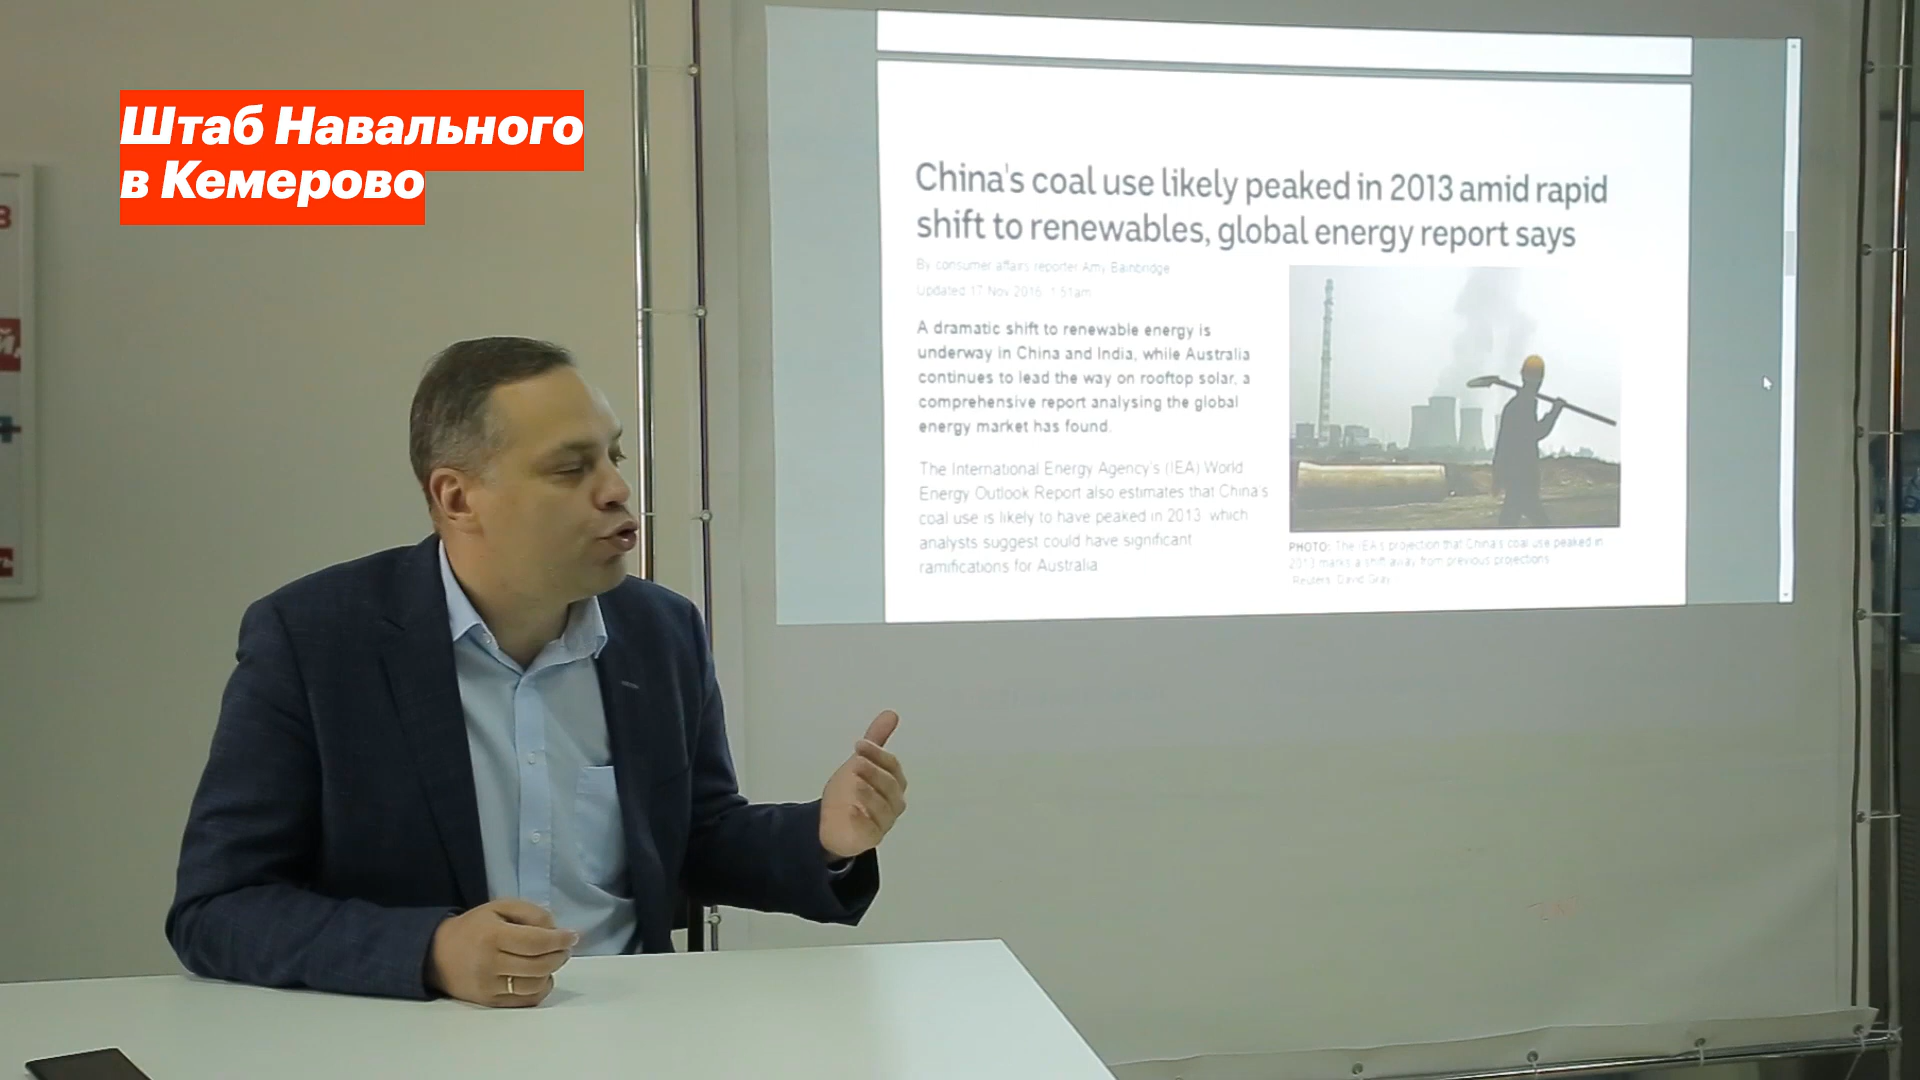 Штаб Навального
в Кемерово
China's coal use likely peaked in 2013 amid rapid
shift to renewables, global energy report says
By consumer affairs reporter Amy Bainbridge
Updated 17 Nov 2016, 1:51am
A dramatic shift to renewable energy is
underway in China and India, while Australia
continues to lead the way on rooftop solar, a
comprehensive report analysing the global
energy market has found.
The International Energy Agency's (IEA) World
Energy Outlook Report also estimates that China's
coal use is likely to have peaked in 2013, which
analysts suggest could have significant
ramifications for Australia
PHOTO: The IEA's projection that China's coal use peaked in
2013 marks a shift away from previous projections
Reuters: David Gray